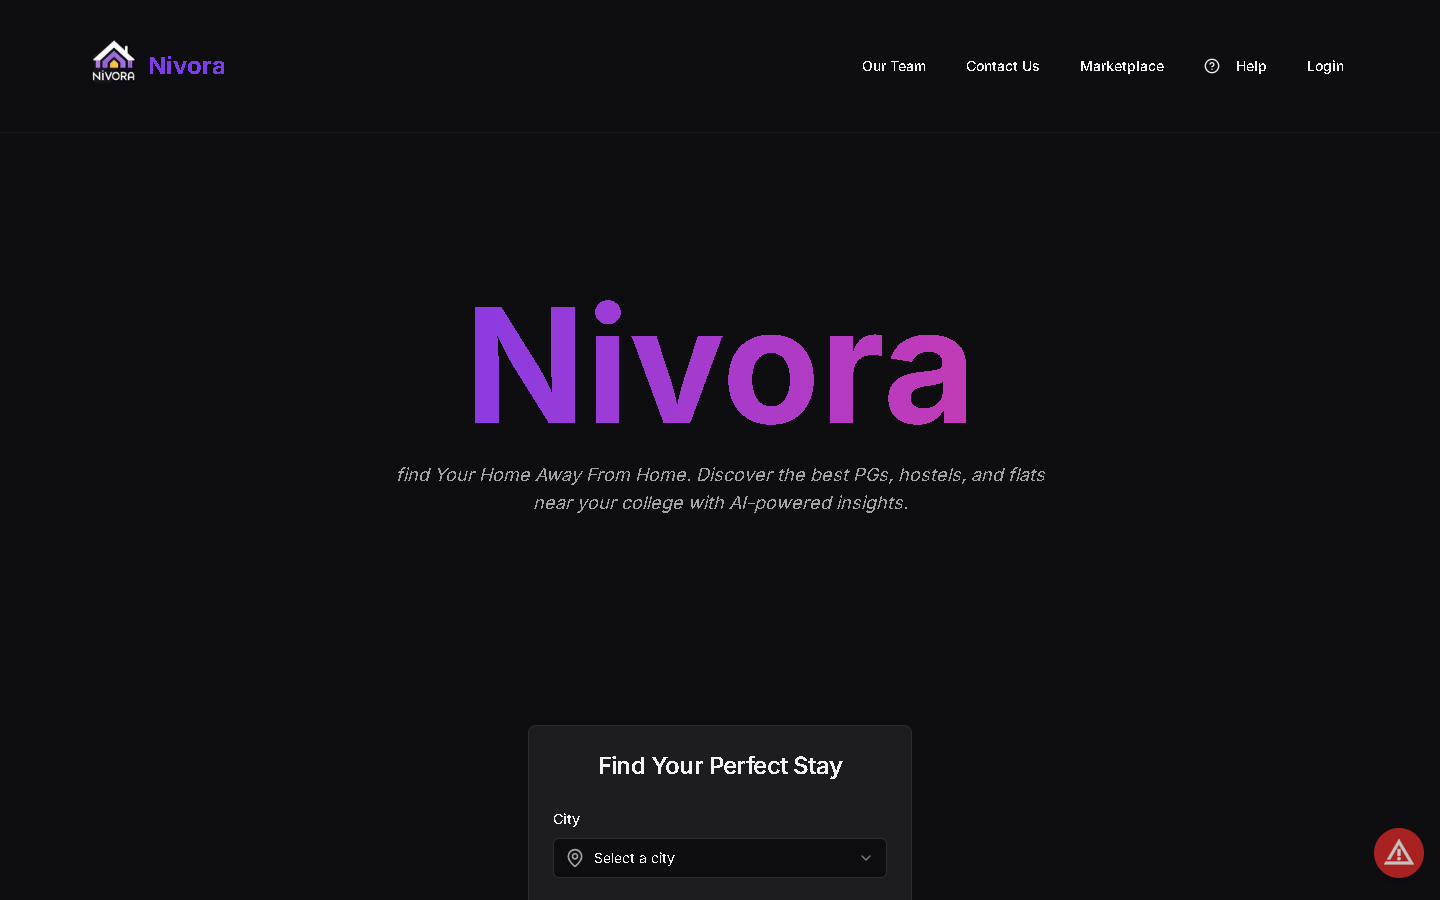 NIVORA
Nivora
Our Team
Contact Us
Marketplace
Help
Login
Nivora
find Your Home Away From Home. Discover the best PGs, hostels, and flats
near your college with AI-powered insights.
Find Your Perfect Stay
City
Select a city